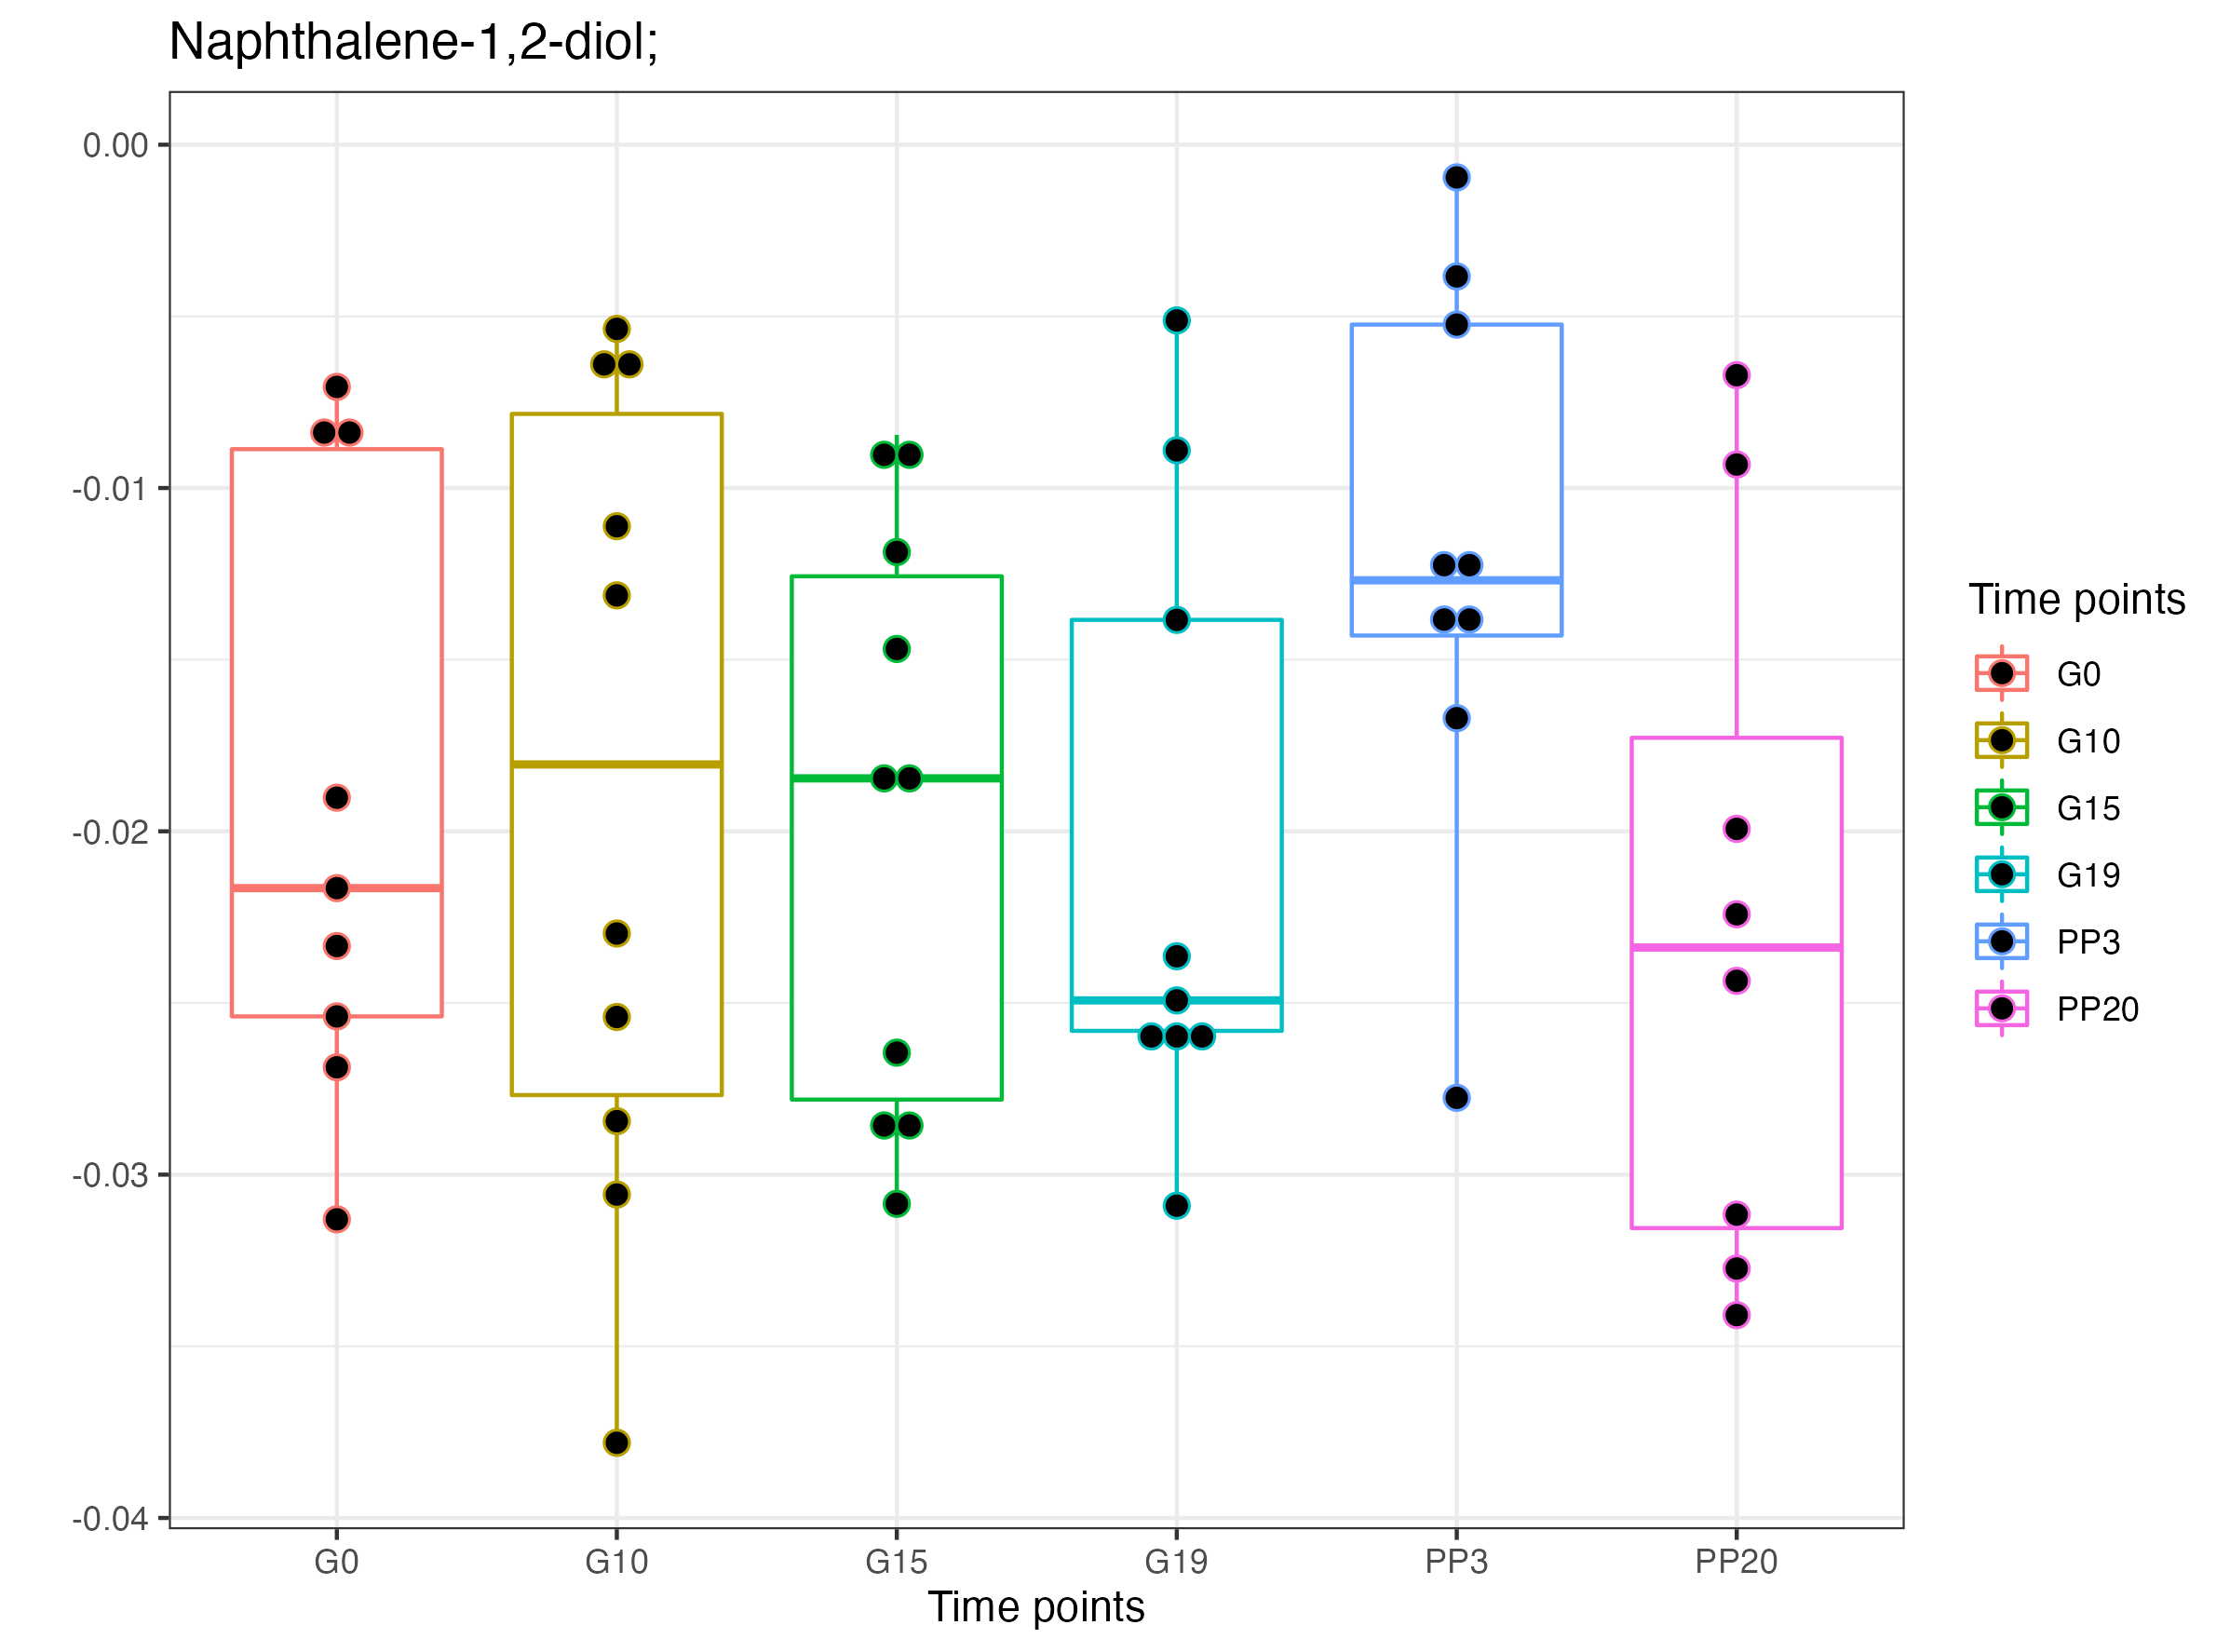 Naphthalene-1,2-diol;
0.00
-0.01
-0.02
-0.03
-0.04
G0 G10 G15 G19 PP3 PP20
Time points
Time points
G0
G10
G15
G19
PP3
PP20